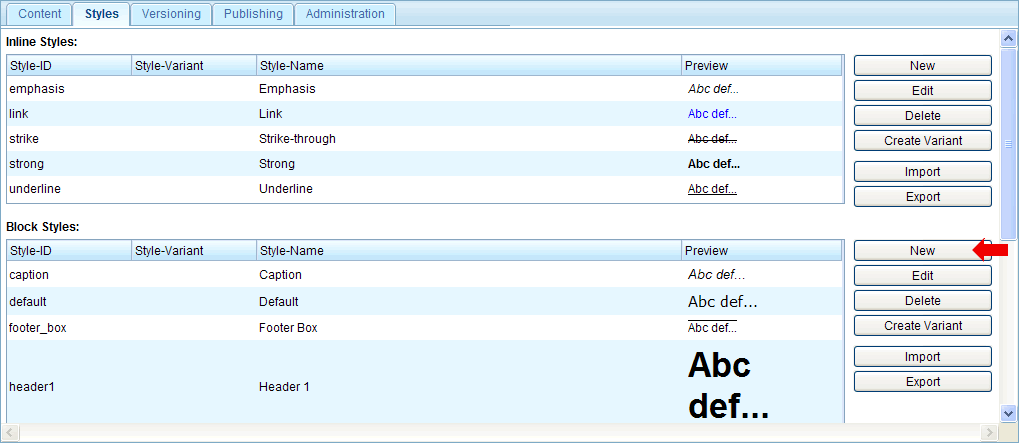 Content Styles Versioning Publishing Administration
Inline Styles:
Style-ID Style-Variant Style-Name Preview New
emphasis Emphasis Abc def... Edit
link Link Abc def... Delete
strike Strike-through Abc def... Create Variant
strong Strong Abc def... Import
underline Underline Abc def... Export
Block Styles:
Style-ID Style-Variant Style-Name Preview New
caption Caption Abc def... Edit
default Default Abc def... Delete
footer_box Footer Box Abc def... Create Variant
Import
header1 Header 1 Abc Export
def...